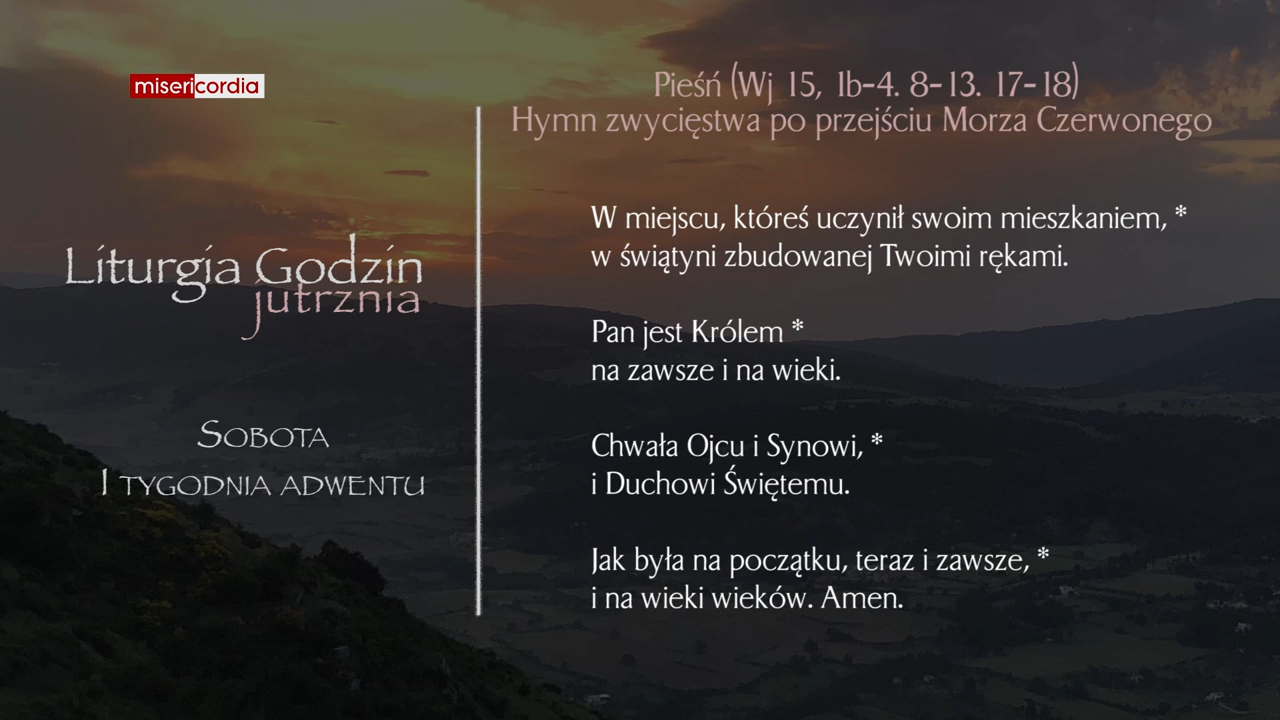 misericordia
Liturgia Godzin
jutrznia
Sobota
I tygodnia adwentu
Pieśń (Wj 15, 1b-4. 8-13. 17-18)
Hymn zwycięstwa po przejściu Morza Czerwonego
W miejscu, któreś uczynił swoim mieszkaniem, *
w świątyni zbudowanej Twoimi rękami.
Pan jest Królem *
na zawsze i na wieki.
Chwała Ojcu i Synowi, *
i Duchowi Świętemu.
Jak była na początku, teraz i zawsze, *
i na wieki wieków. Amen.